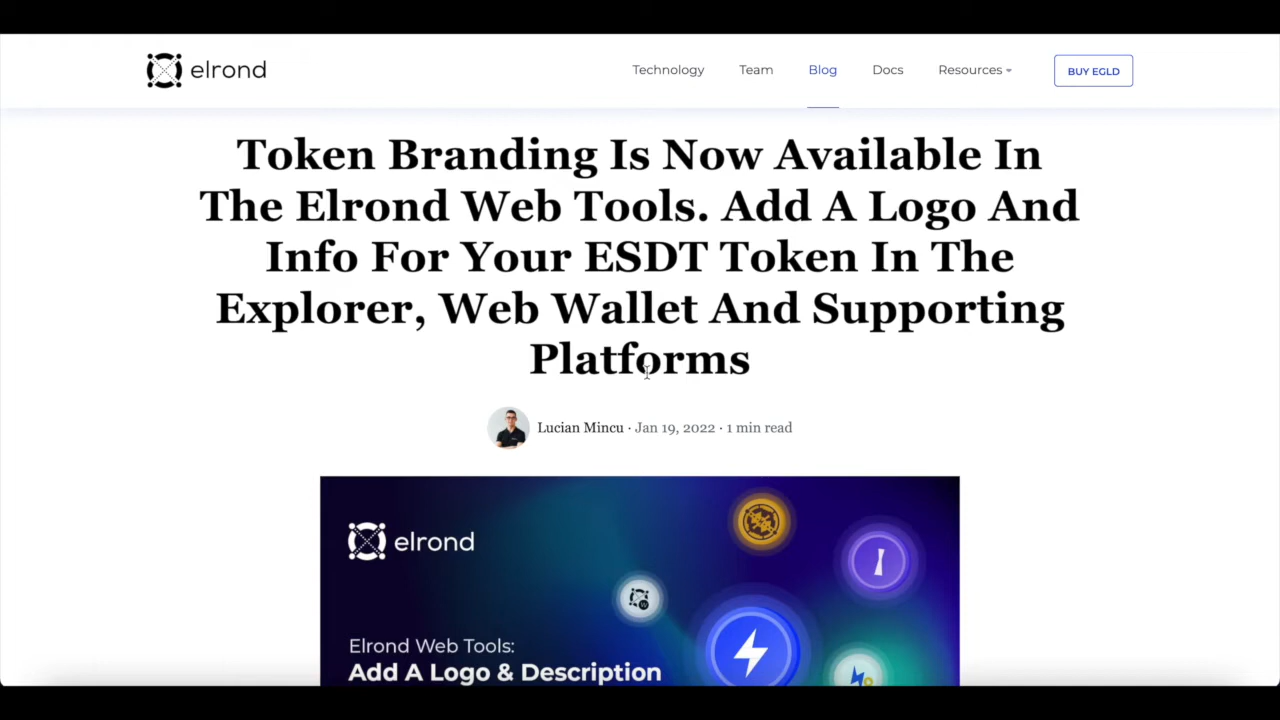 elrond
Technology Team Blog Docs Resources BUY EGLD
Token Branding Is Now Available In
The Elrond Web Tools. Add A Logo And
Info For Your ESDT Token In The
Explorer, Web Wallet And Supporting
Platforms
Lucian Mincu · Jan 19, 2022 · 1 min read
elrond
Elrond Web Tools:
Add A Logo & Description